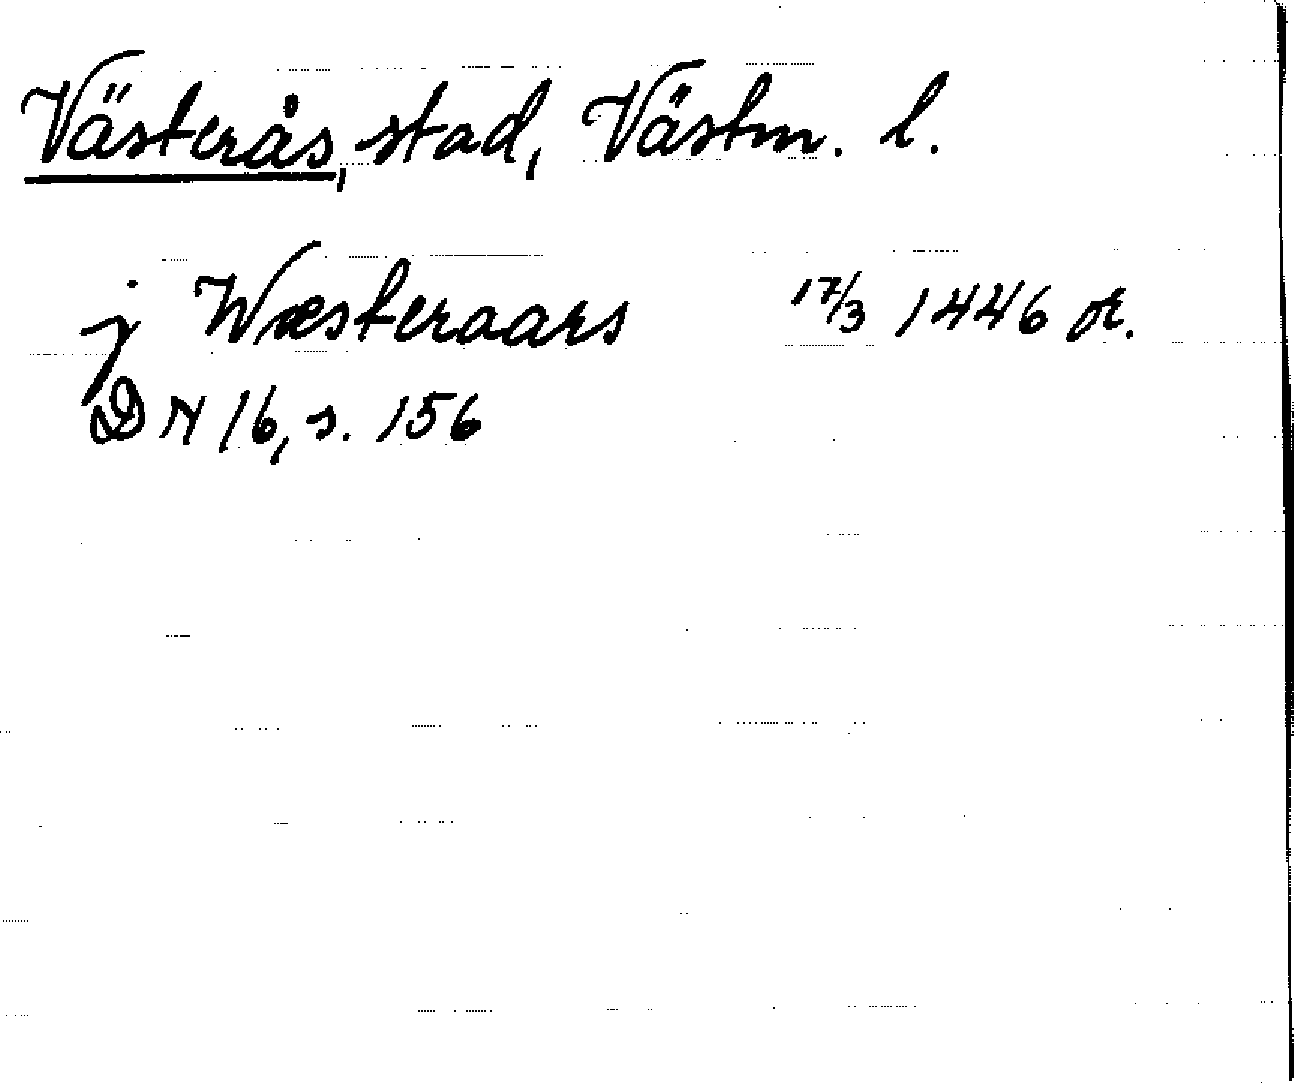 Västerås, stad, Västm. l.
j Wæsteraars 17/3 1446 or.
DN 16, s. 156